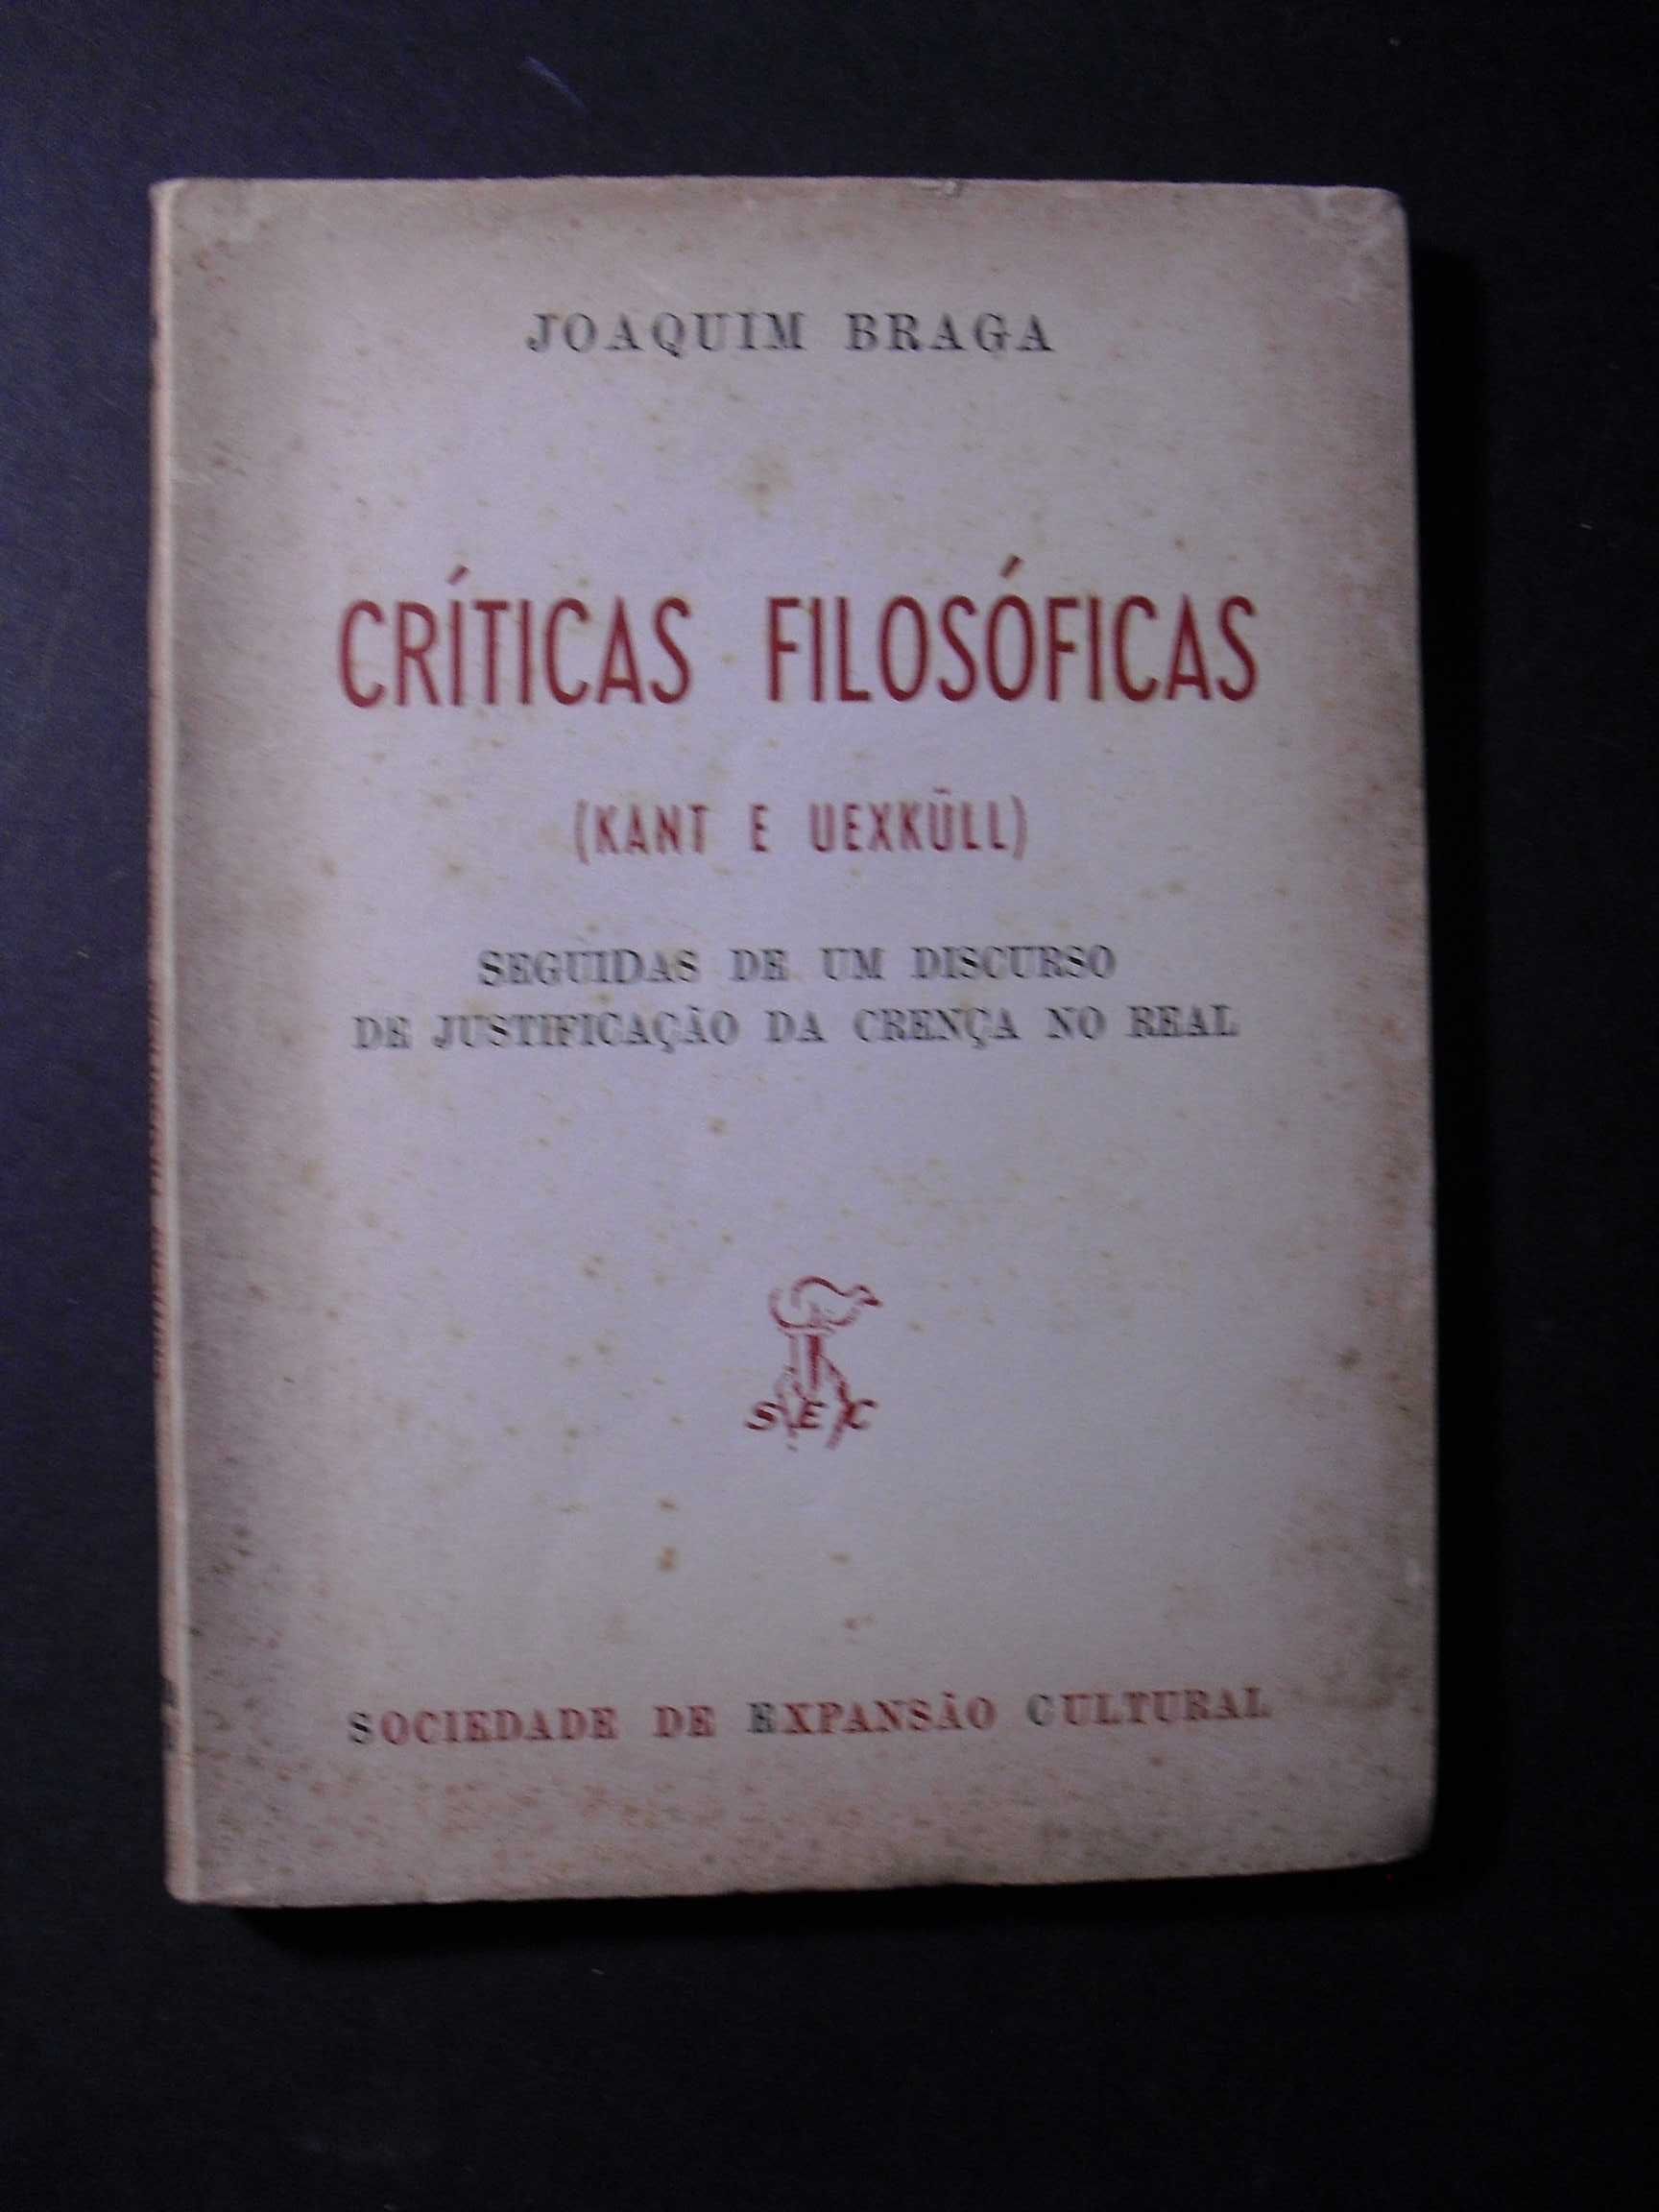 JOAQUIM BRAGA
CRÍTICAS FILOSÓFICAS
(KANT E UEXKÜLL)
SEGUIDAS DE UM DISCURSO
DE JUSTIFICAÇÃO DA CRENÇA NO REAL
SEC
SOCIEDADE DE EXPANSÃO CULTURAL